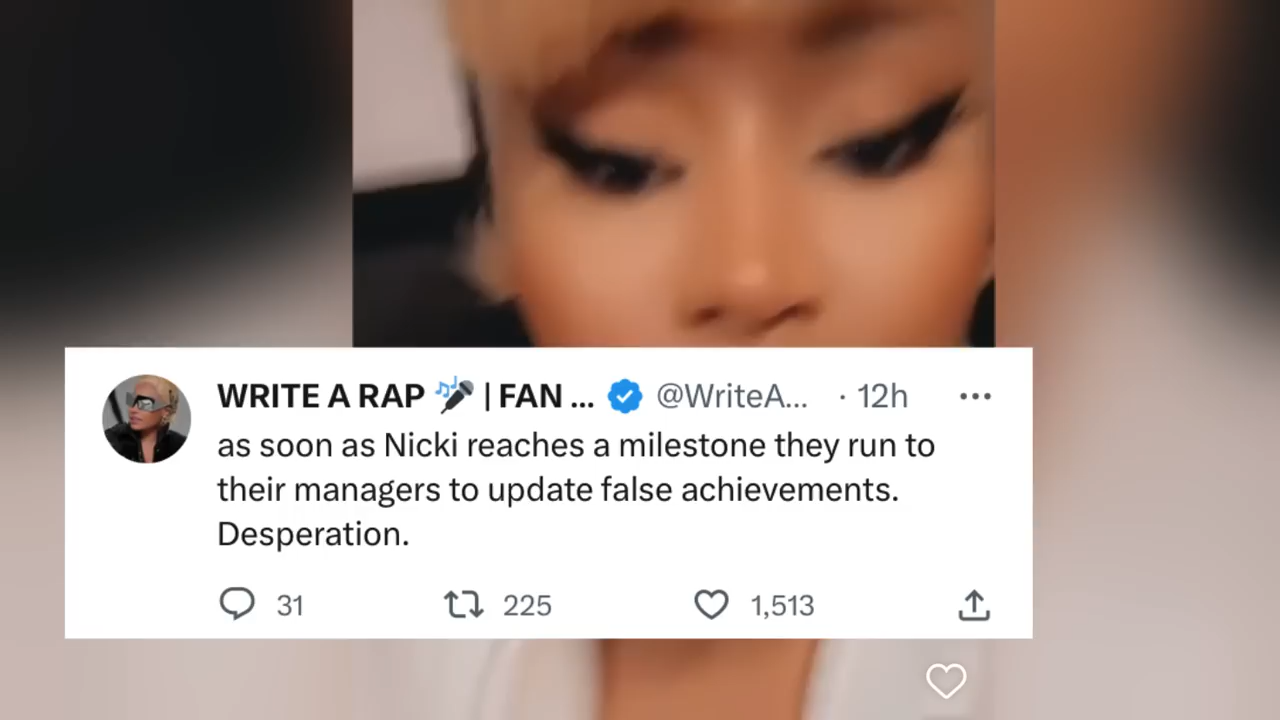 WRITE A RAP 🎤 | FAN ... @WriteA... · 12h
as soon as Nicki reaches a milestone they run to
their managers to update false achievements.
Desperation.
31 225 1,513